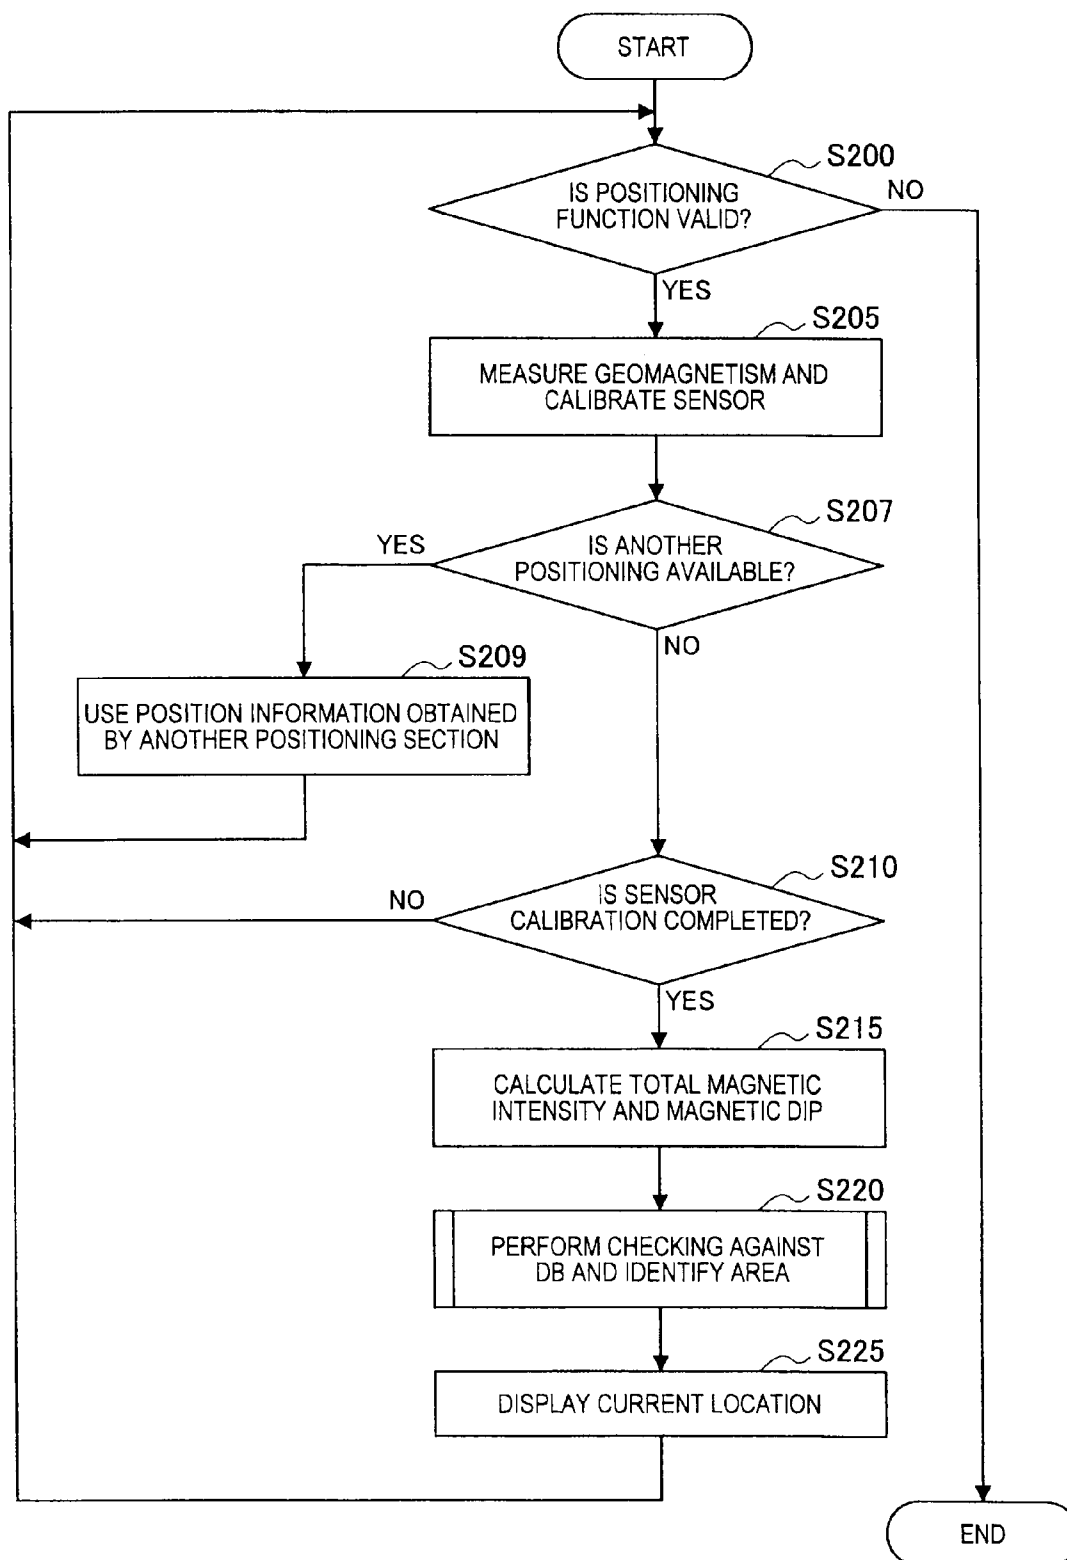 START
S200
IS POSITIONING
FUNCTION VALID?
NO
YES
S205
MEASURE GEOMAGNETISM AND
CALIBRATE SENSOR
S207
YES
IS ANOTHER
POSITIONING AVAILABLE?
NO
S209
USE POSITION INFORMATION OBTAINED
BY ANOTHER POSITIONING SECTION
S210
NO
IS SENSOR
CALIBRATION COMPLETED?
YES
S215
CALCULATE TOTAL MAGNETIC
INTENSITY AND MAGNETIC DIP
S220
PERFORM CHECKING AGAINST
DB AND IDENTIFY AREA
S225
DISPLAY CURRENT LOCATION
END